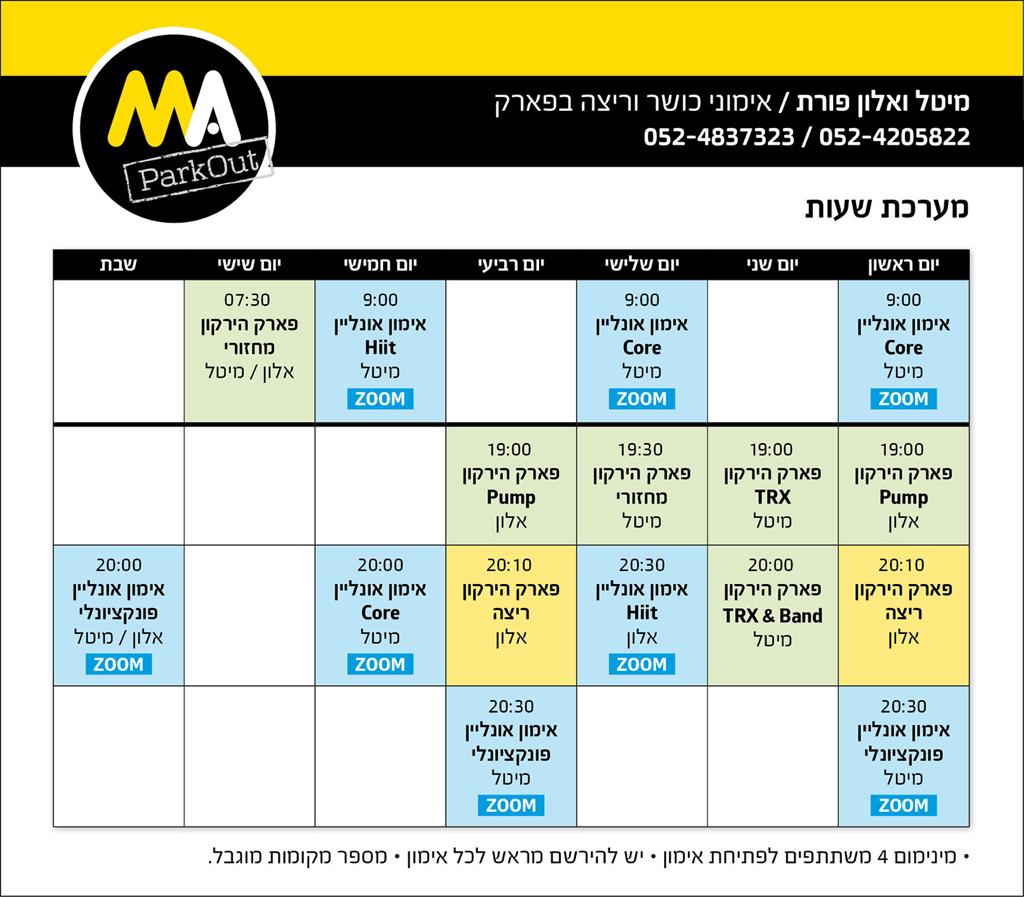 MA
ParkOut
מיטל ואלון פורת / אימוני כושר וריצה בפארק
052-4837323 / 052-4205822
מערכת שעות
יום ראשון
יום שני
יום שלישי
יום רביעי
יום חמישי
יום שישי
שבת
9:00
אימון אונליין
Core
מיטל
ZOOM
9:00
אימון אונליין
Core
מיטל
ZOOM
9:00
אימון אונליין
Hiit
מיטל
ZOOM
07:30
פארק הירקון
מחזורי
אלון / מיטל
19:00
פארק הירקון
Pump
אלון
19:00
פארק הירקון
TRX
מיטל
19:30
פארק הירקון
מחזורי
מיטל
19:00
פארק הירקון
Pump
אלון
20:10
פארק הירקון
ריצה
אלון
20:00
פארק הירקון
TRX & Band
מיטל
20:30
אימון אונליין
Hiit
אלון
ZOOM
20:10
פארק הירקון
ריצה
אלון
20:00
אימון אונליין
Core
מיטל
ZOOM
20:00
אימון אונליין
פונקציונלי
אלון / מיטל
ZOOM
20:30
אימון אונליין
פונקציונלי
מיטל
ZOOM
20:30
אימון אונליין
פונקציונלי
מיטל
ZOOM
• מינימום 4 משתתפים לפתיחת אימון • יש להירשם מראש לכל אימון • מספר מקומות מוגבל.